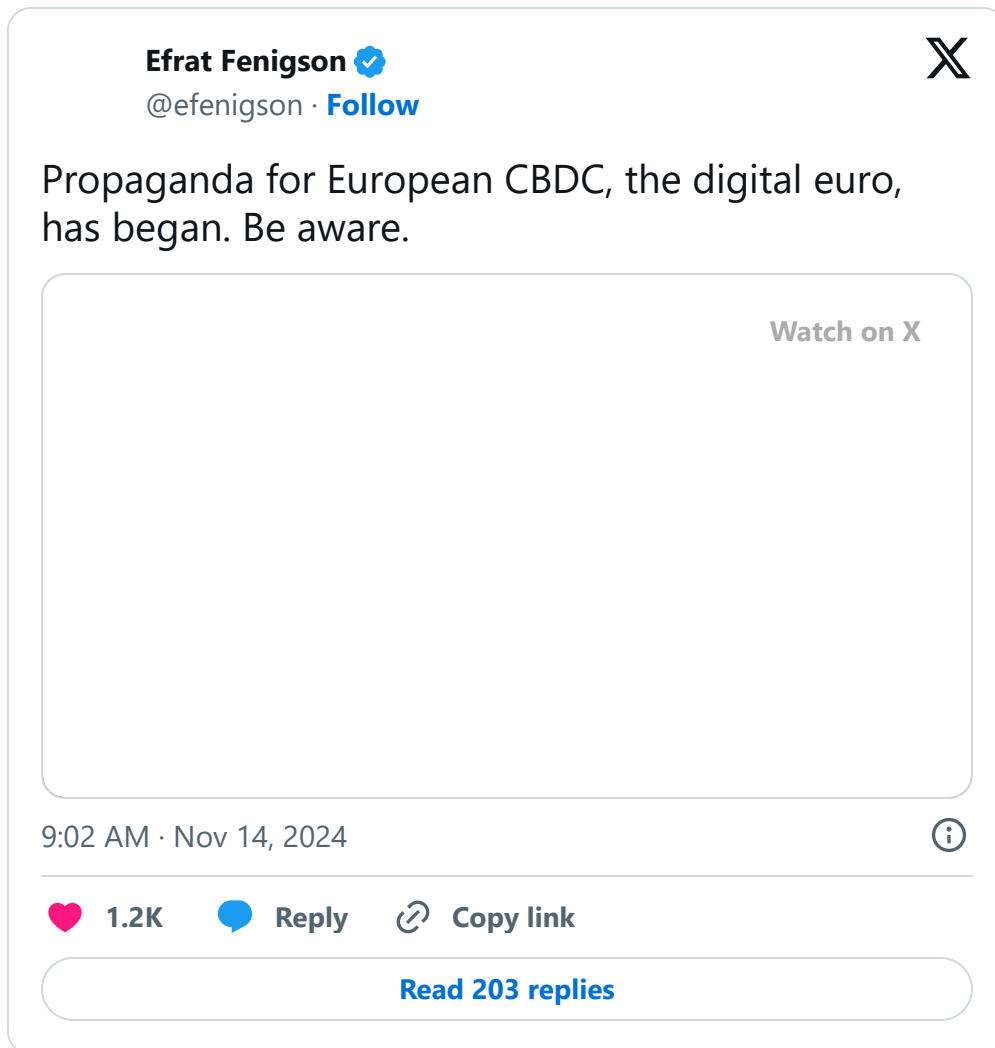 Efrat Fenigson
@efenigson · Follow
Propaganda for European CBDC, the digital euro,
has began. Be aware.
Watch on X
9:02 AM · Nov 14, 2024
1.2K Reply Copy link
Read 203 replies